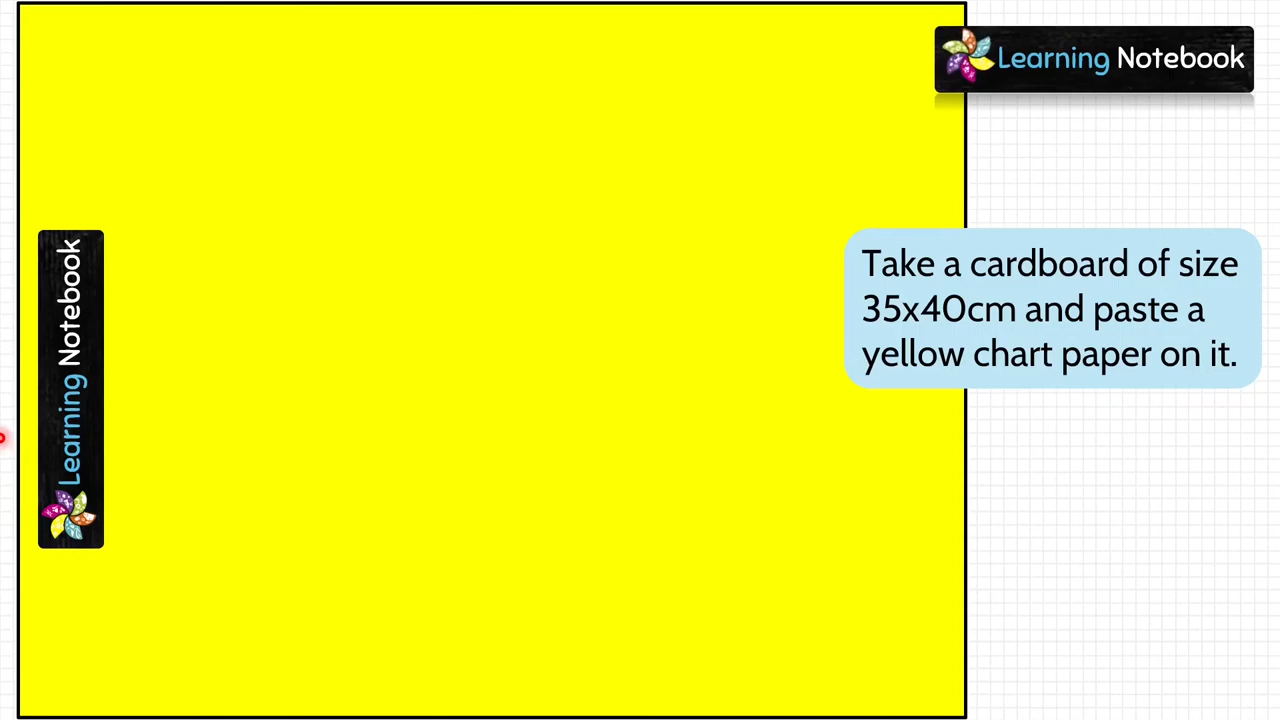 Learning Notebook
Take a cardboard of size
35x40cm and paste a
yellow chart paper on it.
Learning Notebook